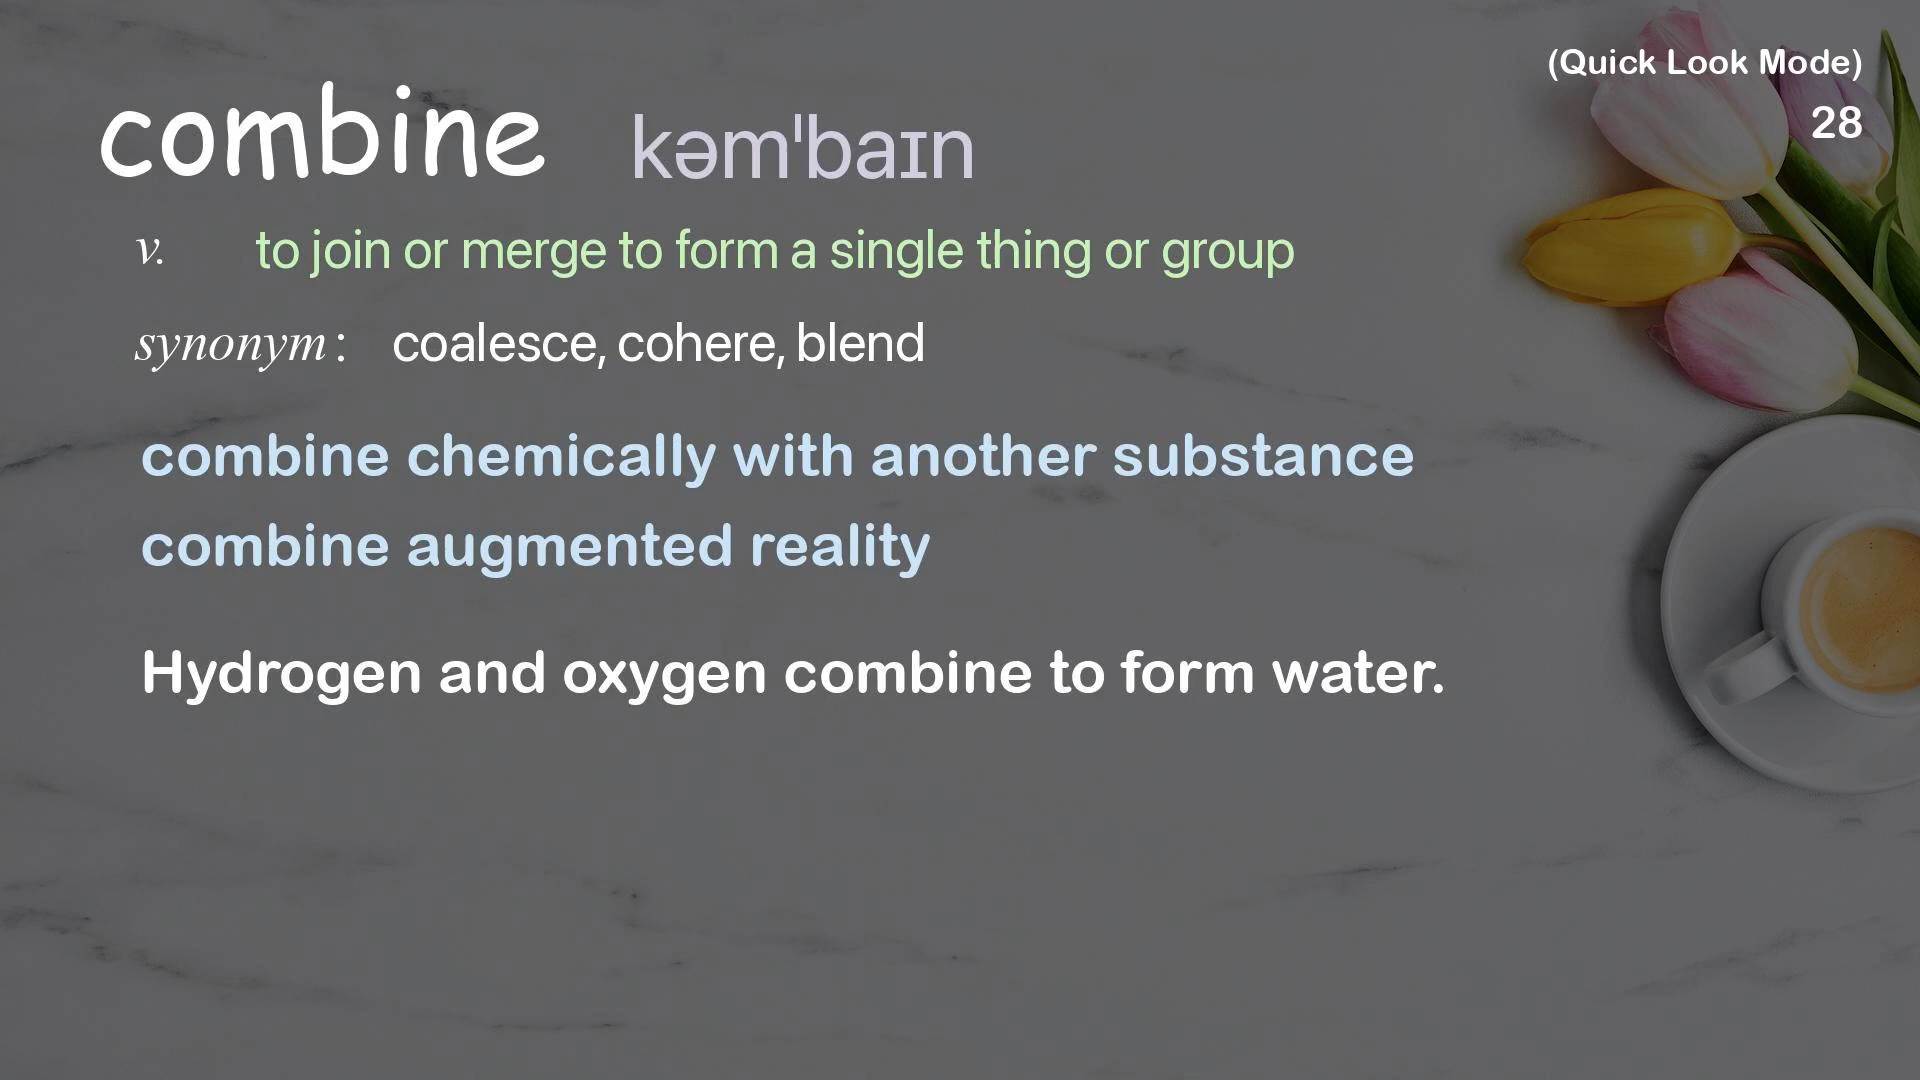 (Quick Look Mode)
28
combine kəmˈbaɪn
v. to join or merge to form a single thing or group
synonym: coalesce, cohere, blend
combine chemically with another substance
combine augmented reality
Hydrogen and oxygen combine to form water.